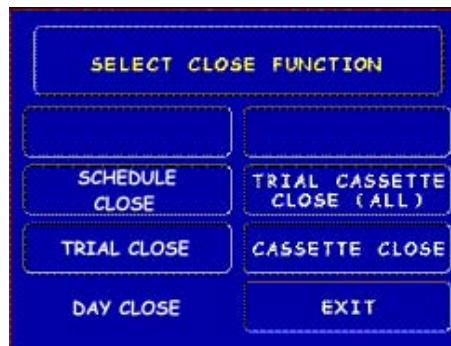 SELECT CLOSE FUNCTION
SCHEDULE
CLOSE
TRIAL CASSETTE
CLOSE (ALL)
TRIAL CLOSE
CASSETTE CLOSE
DAY CLOSE
EXIT